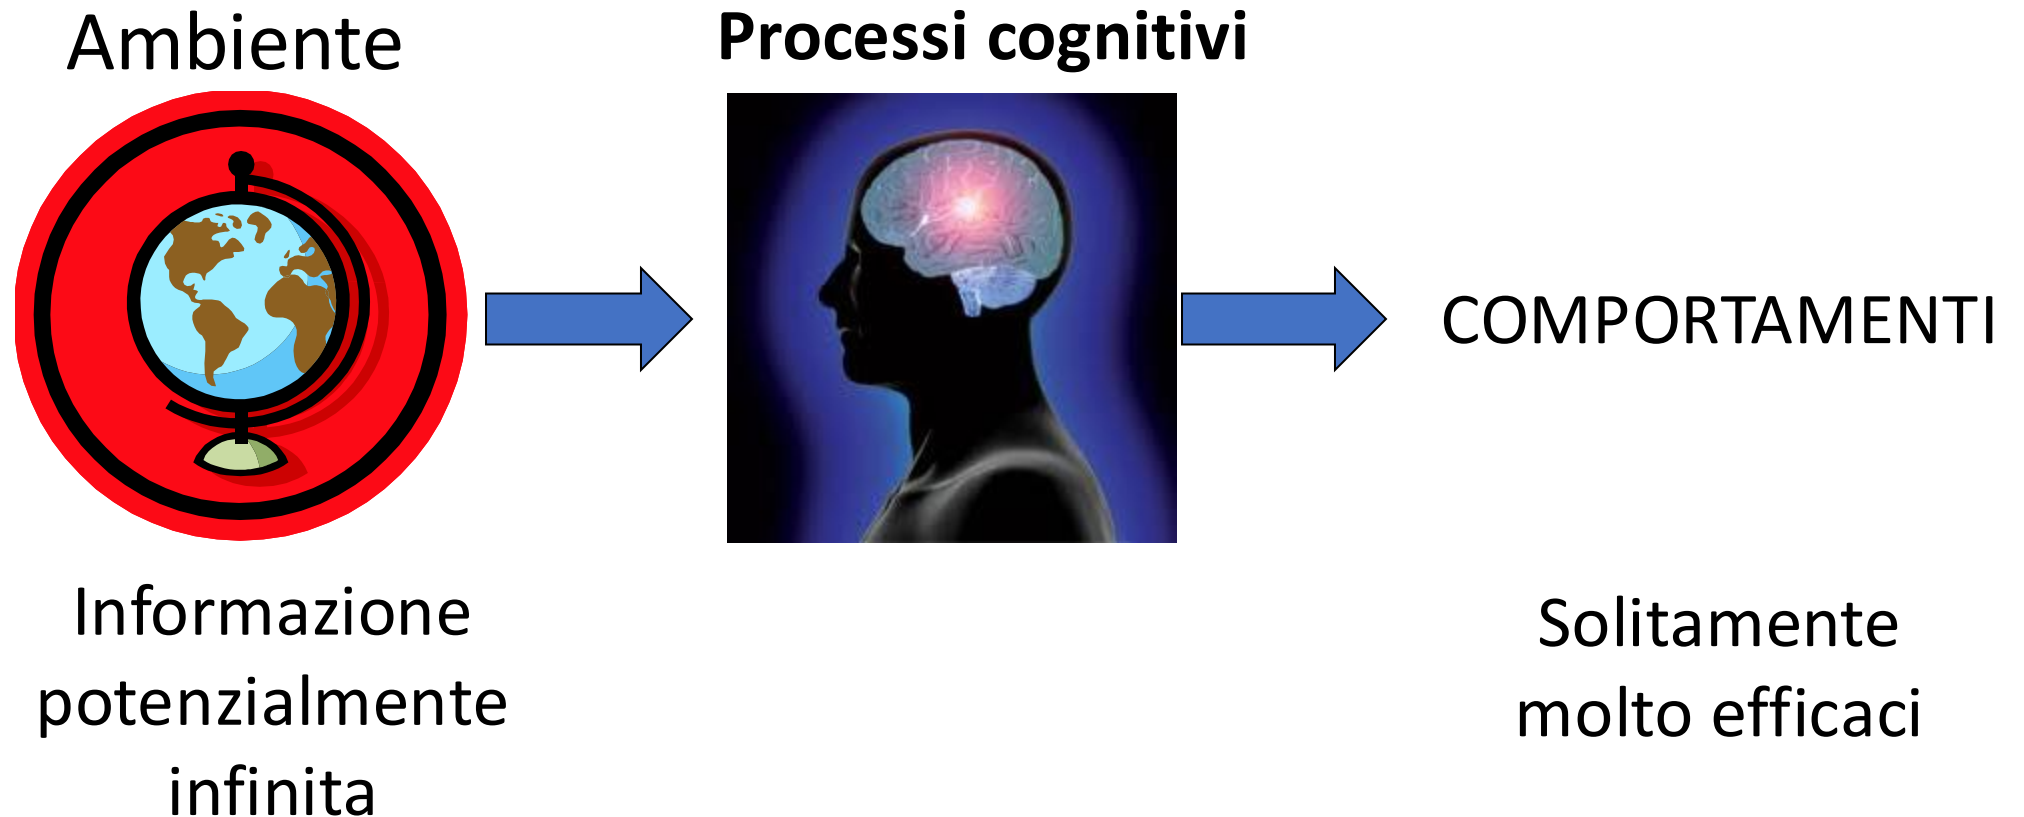 Ambiente
Processi cognitivi
COMPORTAMENTI
Informazione
potenzialmente
infinita
Solitamente
molto efficaci